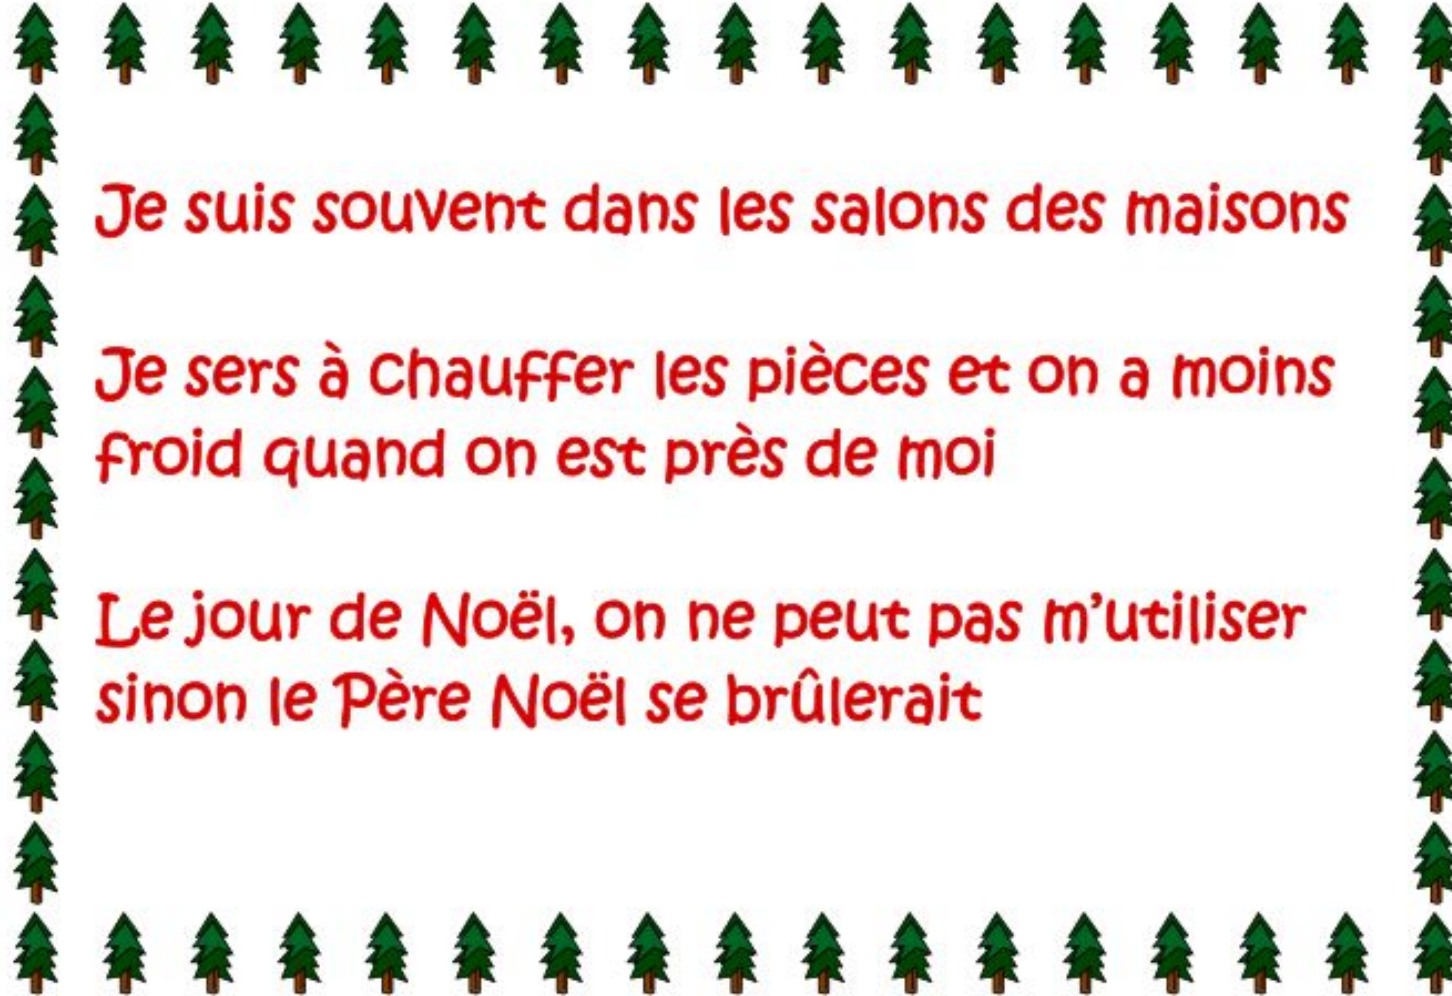 Je suis souvent dans les salons des maisons
Je sers à chauffer les pièces et on a moins
froid quand on est près de moi
Le jour de Noël, on ne peut pas m’utiliser
sinon le Père Noël se brûlerait